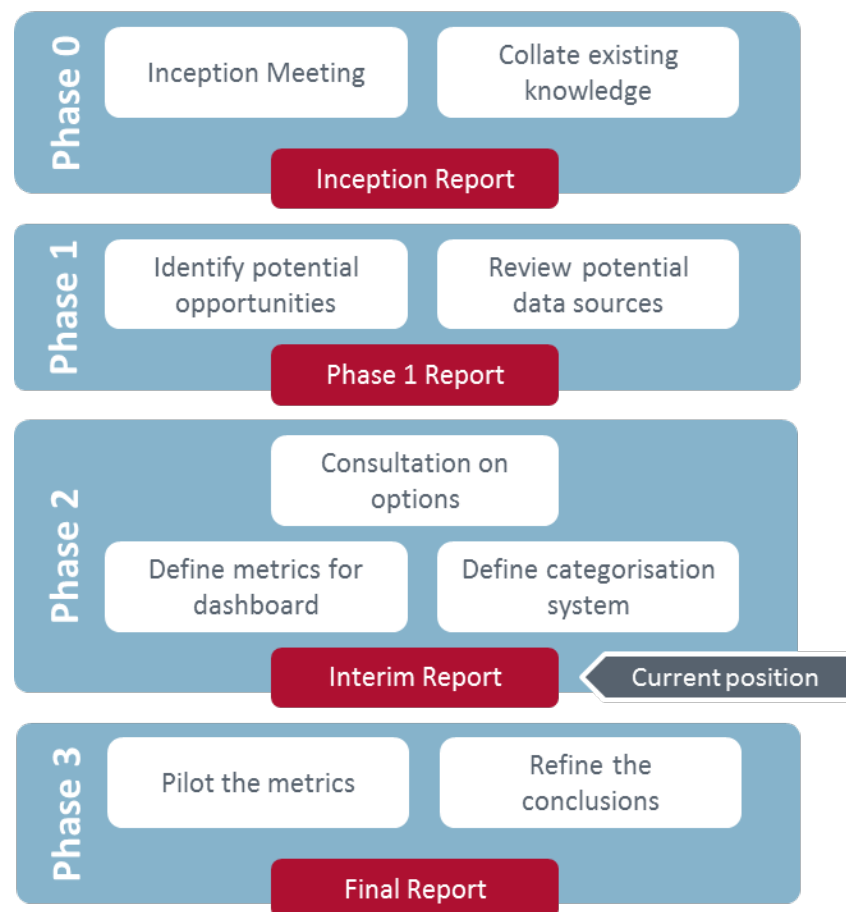 Phase 0
Inception Meeting
Collate existing
knowledge
Inception Report
Phase 1
Identify potential
opportunities
Review potential
data sources
Phase 1 Report
Phase 2
Consultation on
options
Define metrics for
dashboard
Define categorisation
system
Interim Report
Current position
Phase 3
Pilot the metrics
Refine the
conclusions
Final Report